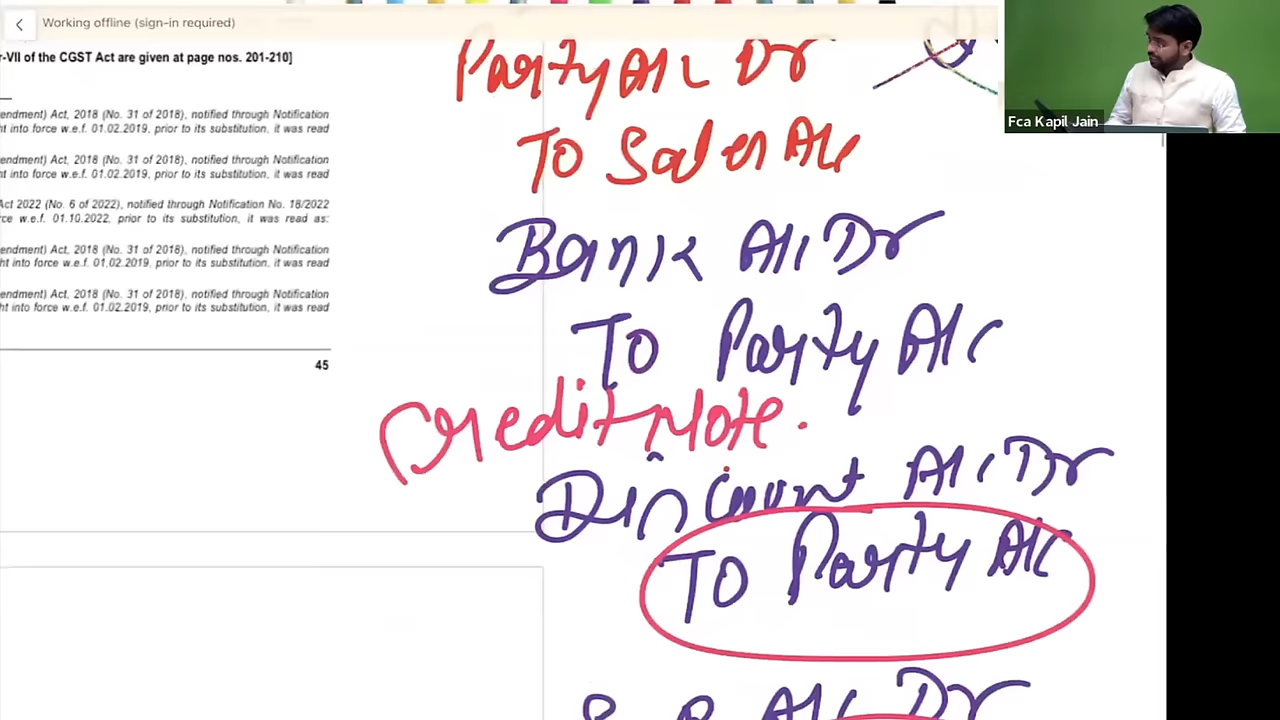 Working offline (sign-in required)
r-VII of the CGST Act are given at page nos. 201-210]
endment) Act, 2018 (No. 31 of 2018), notified through Notification
ht into force w.e.f. 01.02.2019, prior to its substitution, it was read
endment) Act, 2018 (No. 31 of 2018), notified through Notification
nt into force w.e.f. 01.02.2019, prior to its substitution, it was read
Act 2022 (No. 6 of 2022), notified through Notification No. 18/2022
rce w.e.f. 01.10.2022, prior to its substitution, it was read as:
endment) Act, 2018 (No. 31 of 2018), notified through Notification
ht into force w.e.f. 01.02.2019, prior to its substitution, it was read
endment) Act, 2018 (No. 31 of 2018), notified through Notification
ht into force w.e.f. 01.02.2019, prior to its substitution, it was read
45
Party A/c Dr
To Sales A/c
Bank A/c Dr
To Party A/c
Credit Note.
Discount A/c Dr
To Party A/c
A/c Dr
Fca Kapil Jain